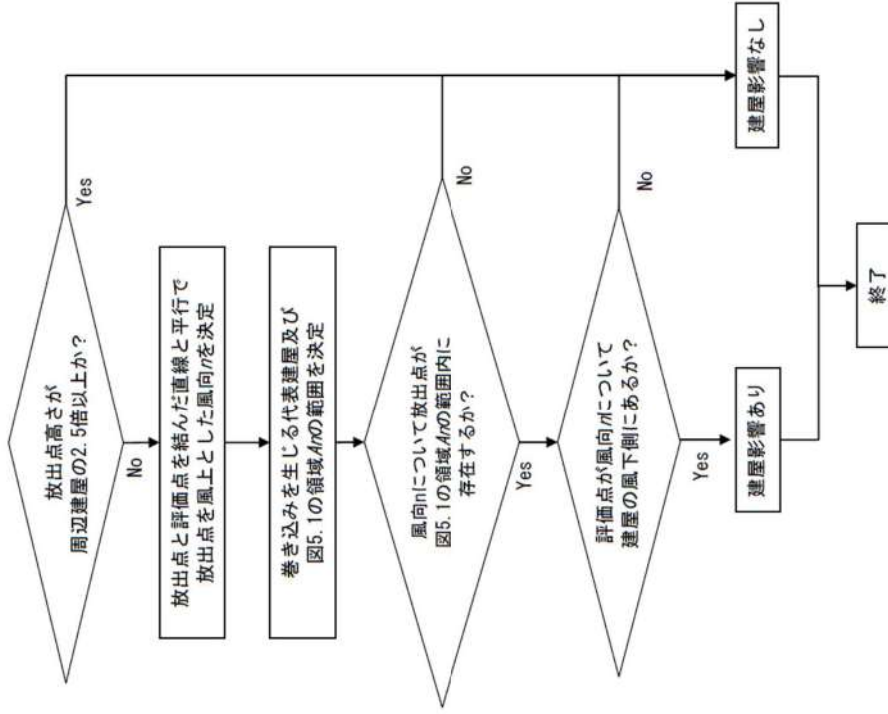 放出点高さが
周辺建屋の2.5倍以上か?
Yes
No
放出点と評価点を結んだ直線と平行で
放出点を風上とした風向nを決定
巻き込みを生じる代表建屋及び
図5.1の領域Anの範囲を決定
風向nについて放出点が
図5.1の領域Anの範囲内に
存在するか?
No
Yes
評価点が風向nについて
建屋の風下側にあるか?
No
Yes
建屋影響あり
建屋影響なし
終了